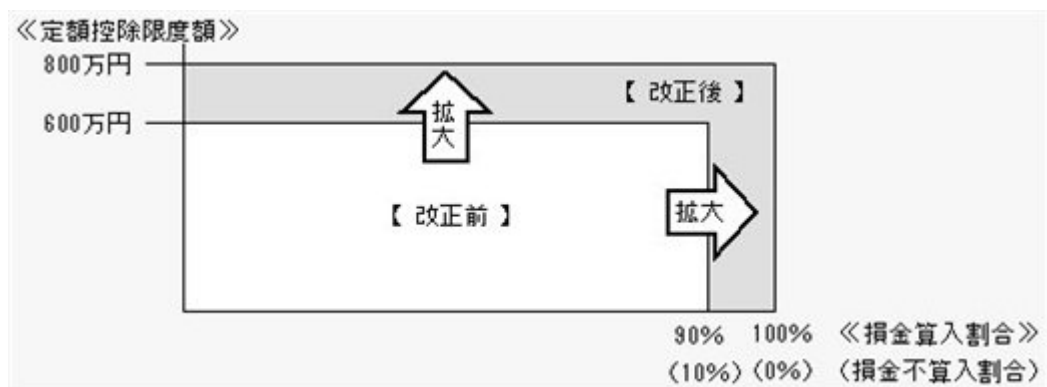 ≪定額控除限度額≫
800万円
【 改正後 】
拡大
600万円
【 改正前 】
拡大
90% 100% ≪損金算入割合≫
(10%) (0%) (損金不算入割合)